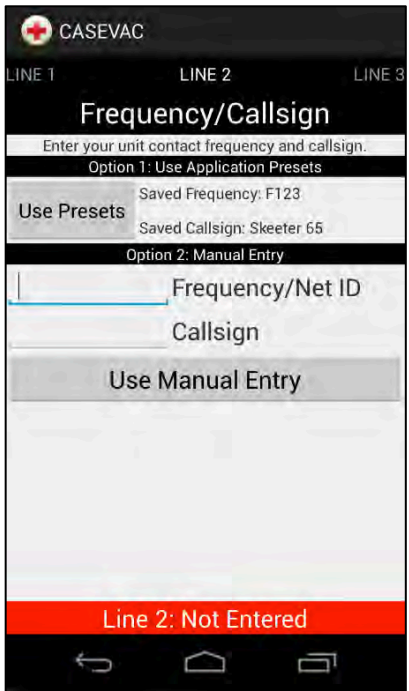 CASEVAC
LINE 1 LINE 2 LINE 3
Frequency/Callsign
Enter your unit contact frequency and callsign.
Option 1: Use Application Presets
Use Presets
Saved Frequency: F123
Saved Callsign: Skeeter 65
Option 2: Manual Entry
Frequency/Net ID
Callsign
Use Manual Entry
Line 2: Not Entered